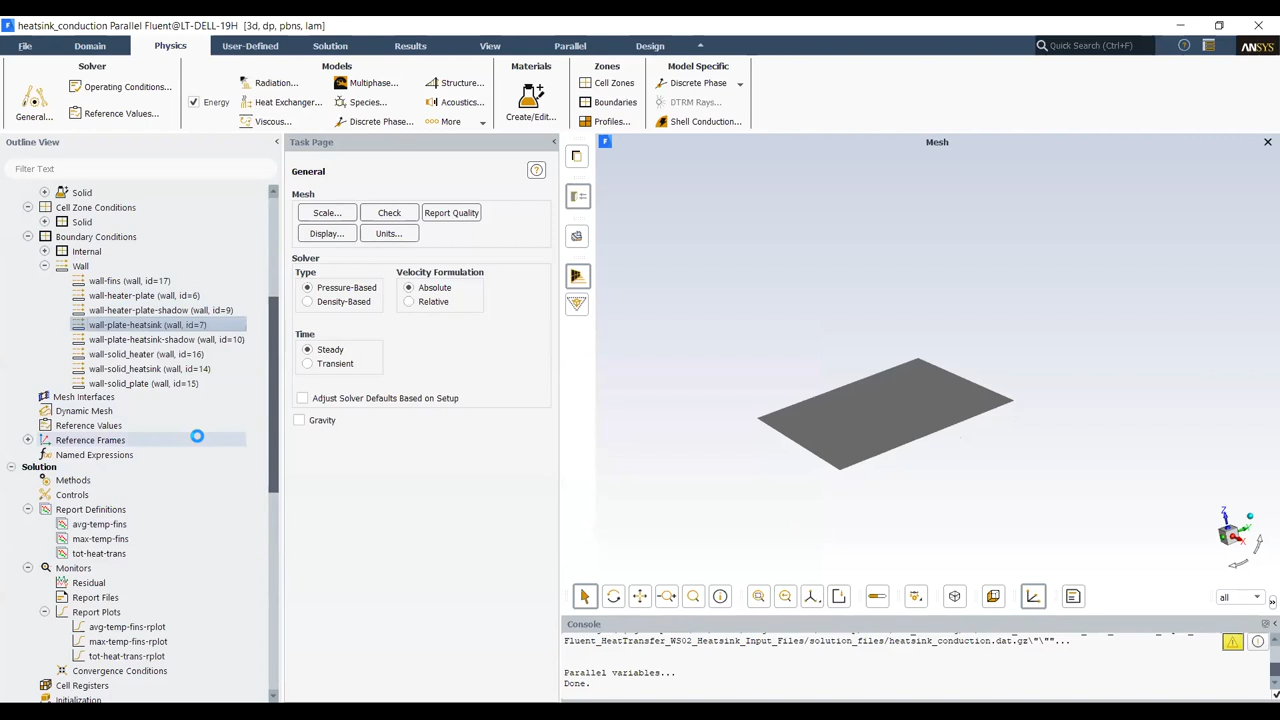 heatsink_conduction Parallel Fluent@LT-DELL-19H [3d, dp, pbns, lam]
File Domain Physics User-Defined Solution Results View Parallel Design Quick Search (Ctrl+F) ANSYS
Solver Models Materials Zones Model Specific
General...
Operating Conditions...
Reference Values...
Energy
Radiation... Multiphase... Structure...
Heat Exchanger... Species... Acoustics...
Viscous... Discrete Phase... More
Create/Edit...
Cell Zones
Boundaries
Profiles...
Discrete Phase
DTRM Rays...
Shell Conduction...
Outline View
Filter Text
Solid
Cell Zone Conditions
Solid
Boundary Conditions
Internal
Wall
wall-fins (wall, id=17)
wall-heater-plate (wall, id=6)
wall-heater-plate-shadow (wall, id=9)
wall-plate-heatsink (wall, id=7)
wall-plate-heatsink-shadow (wall, id=10)
wall-solid_heater (wall, id=16)
wall-solid_heatsink (wall, id=14)
wall-solid_plate (wall, id=15)
Mesh Interfaces
Dynamic Mesh
Reference Values
Reference Frames
Named Expressions
Solution
Methods
Controls
Report Definitions
avg-temp-fins
max-temp-fins
tot-heat-trans
Monitors
Residual
Report Files
Report Plots
avg-temp-fins-rplot
max-temp-fins-rplot
tot-heat-trans-rplot
Convergence Conditions
Cell Registers
Initialization
Task Page
General
Mesh
Scale... Check Report Quality
Display... Units...
Solver
Type Velocity Formulation
Pressure-Based Absolute
Density-Based Relative
Time
Steady
Transient
Adjust Solver Defaults Based on Setup
Gravity
Mesh
Z
Y
X
all
Console
Fluent_HeatTransfer_WS02_Heatsink_Input_Files/solution_files/heatsink_conduction.dat.gz\"\""...
Parallel variables...
Done.